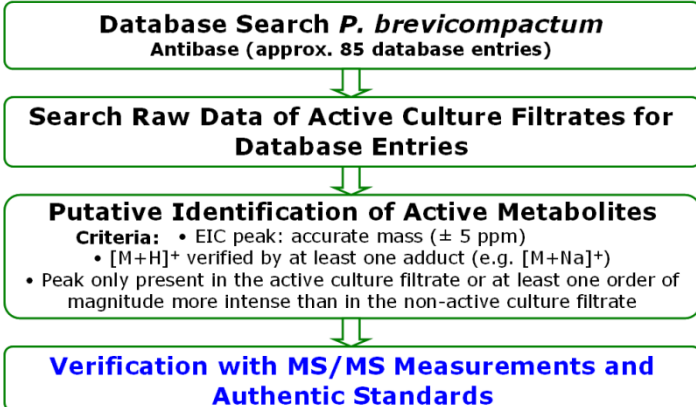 Database Search P. brevicompactum
Antibase (approx. 85 database entries)
Search Raw Data of Active Culture Filtrates for
Database Entries
Putative Identification of Active Metabolites
Criteria: • EIC peak: accurate mass (± 5 ppm)
• [M+H]⁺ verified by at least one adduct (e.g. [M+Na]⁺)
• Peak only present in the active culture filtrate or at least one order of
magnitude more intense than in the non-active culture filtrate
Verification with MS/MS Measurements and
Authentic Standards